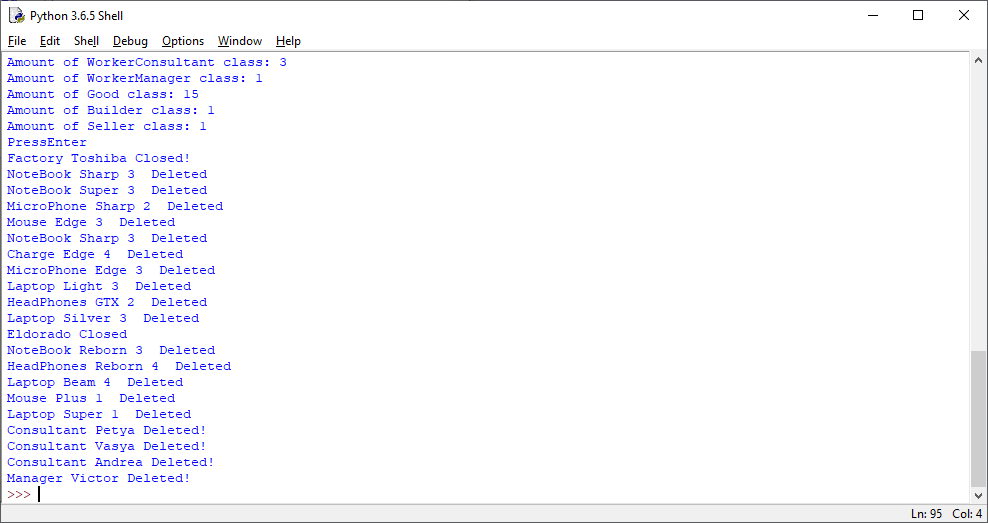 Python 3.6.5 Shell
File Edit Shell Debug Options Window Help
Amount of WorkerConsultant class: 3
Amount of WorkerManager class: 1
Amount of Good class: 15
Amount of Builder class: 1
Amount of Seller class: 1
PressEnter
Factory Toshiba Closed!
NoteBook Sharp 3  Deleted
NoteBook Super 3  Deleted
MicroPhone Sharp 2  Deleted
Mouse Edge 3  Deleted
NoteBook Sharp 3  Deleted
Charge Edge 4  Deleted
MicroPhone Edge 3  Deleted
Laptop Light 3  Deleted
HeadPhones GTX 2  Deleted
Laptop Silver 3  Deleted
Eldorado Closed
NoteBook Reborn 3  Deleted
HeadPhones Reborn 4  Deleted
Laptop Beam 4  Deleted
Mouse Plus 1  Deleted
Laptop Super 1  Deleted
Consultant Petya Deleted!
Consultant Vasya Deleted!
Consultant Andrea Deleted!
Manager Victor Deleted!
>>>
Ln: 95 Col: 4